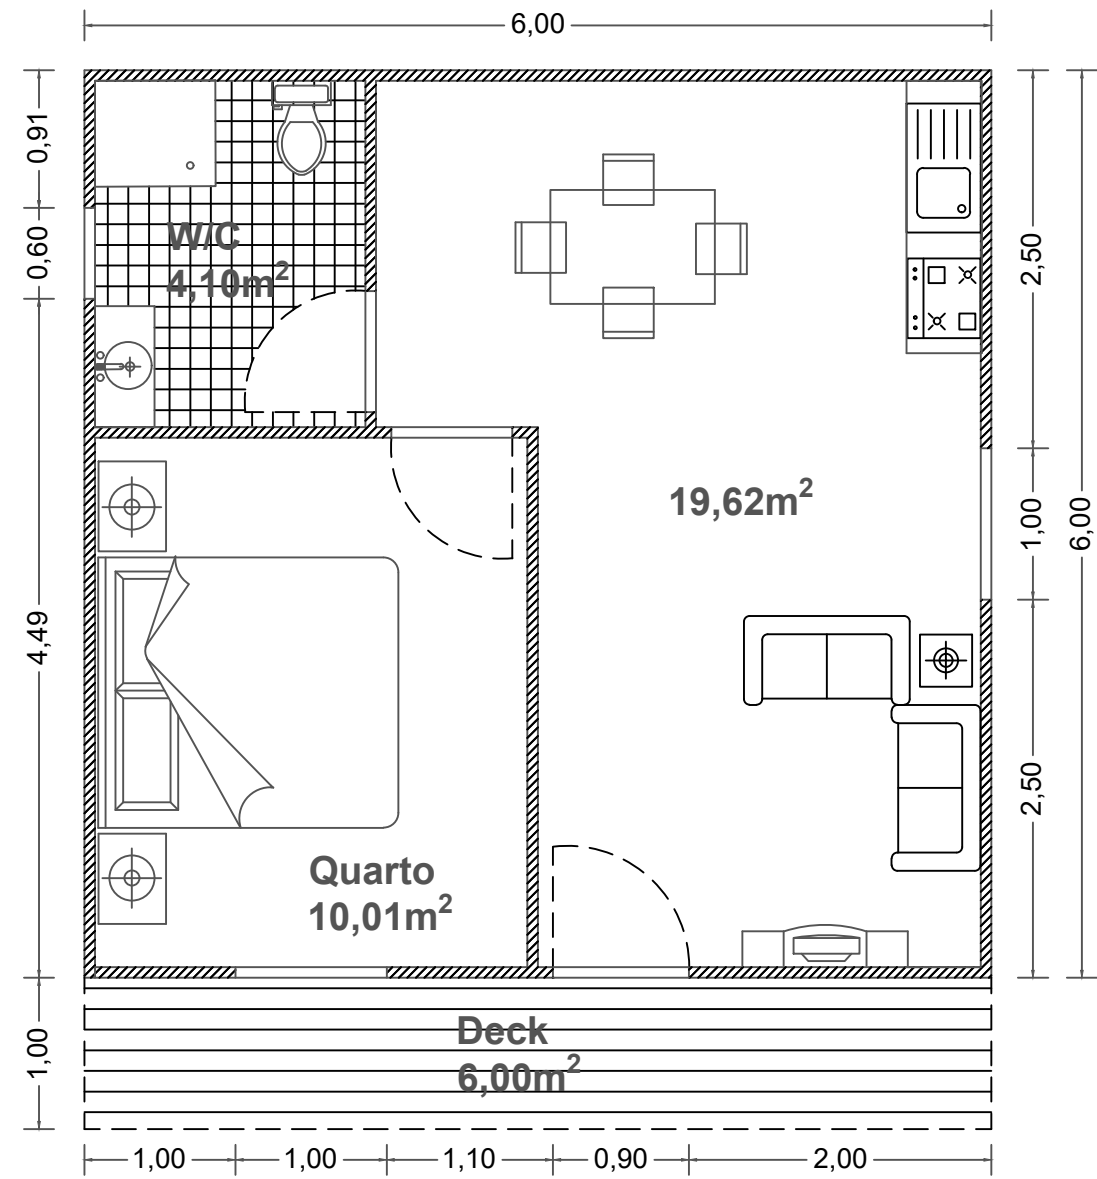 6,00
0,91
0,60
4,49
1,00
W/C
4,10m²
2,50
1,00
2,50
6,00
19,62m²
Quarto
10,01m²
Deck
6,00m²
1,00 1,00 1,10 0,90 2,00